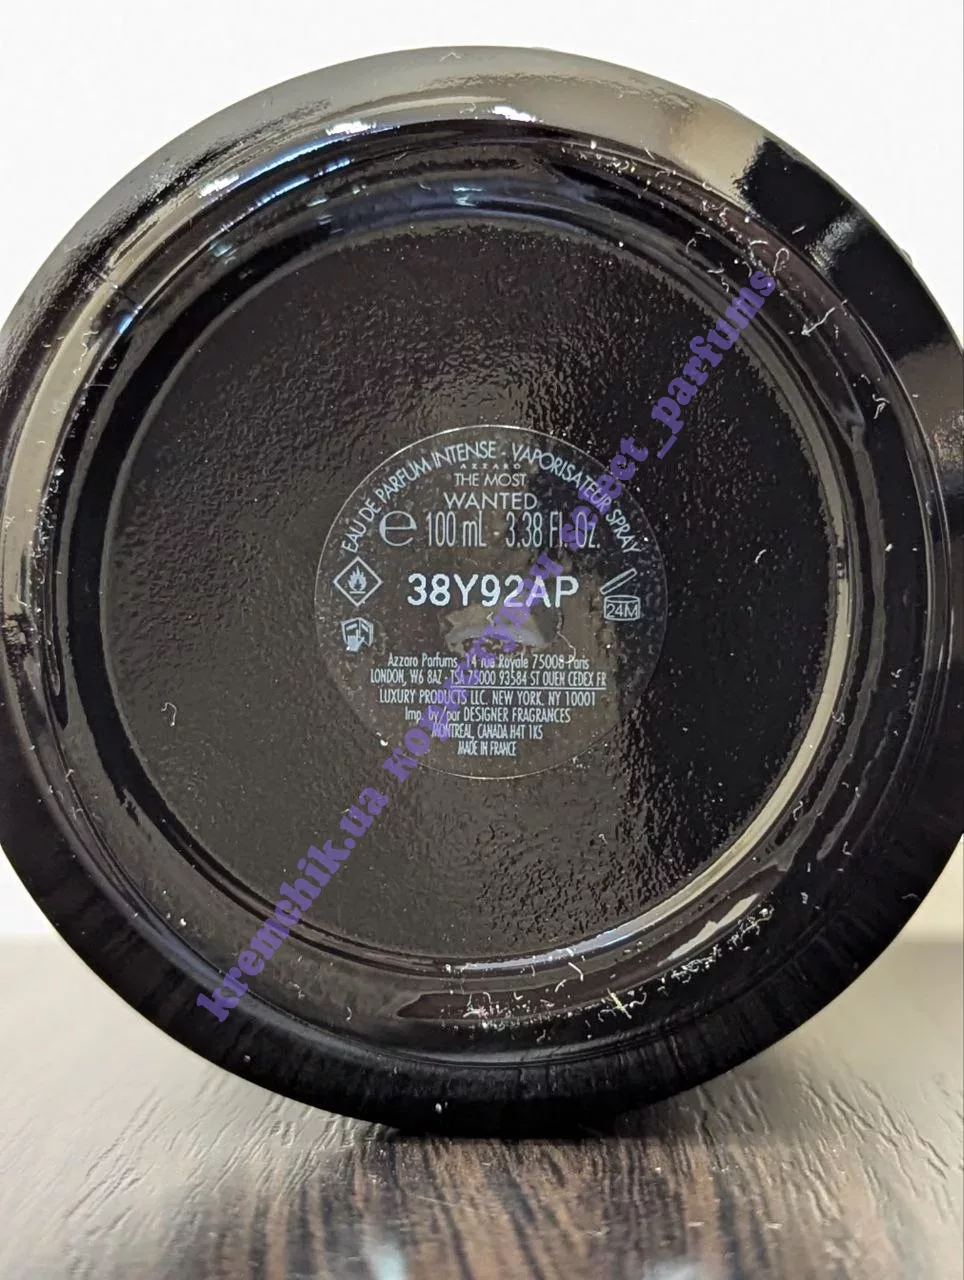 EAU DE PARFUM INTENSE - VAPORISATEUR SPRAY
AZZARO
THE MOST
WANTED
e 100 mL - 3.38 Fl. Oz.
38Y92AP
24M
Azzaro Parfums, 14 rue Royale 75008 Paris
LONDON, W6 8AZ - TSA 75000 93584 ST OUEN CEDEX FR
LUXURY PRODUCTS LLC. NEW YORK. NY 10001
Imp. by/par DESIGNER FRAGRANCES
MONTREAL, CANADA H4T 1K5
MADE IN FRANCE
kremchik.ua select_parfums